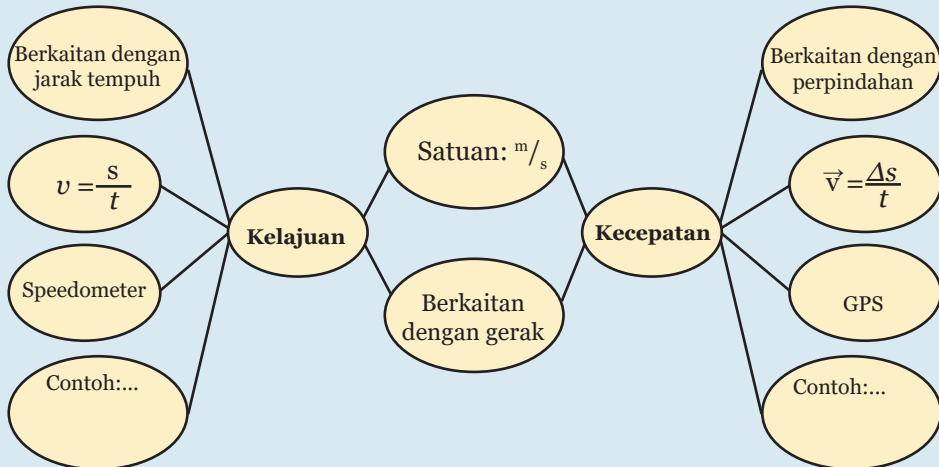 Berkaitan dengan
jarak tempuh
v = s/t
Speedometer
Contoh:...
Kelajuan
Satuan: m/s
Berkaitan
dengan gerak
Kecepatan
Berkaitan dengan
perpindahan
v⃗ = Δs/t
GPS
Contoh:...